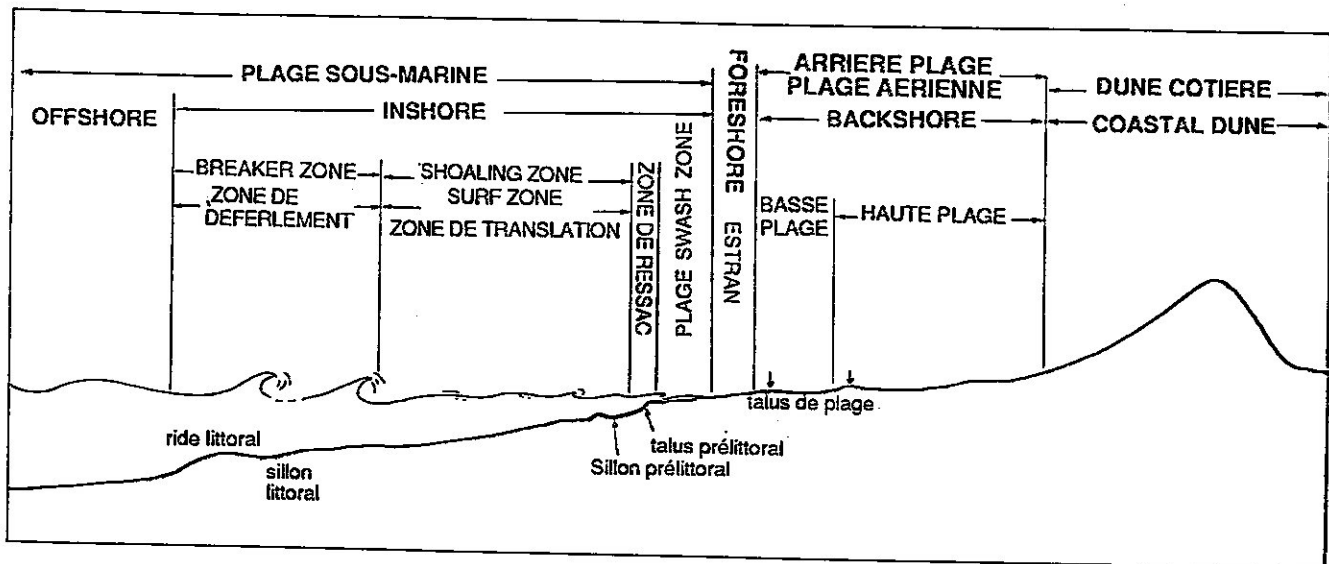 PLAGE SOUS-MARINE
OFFSHORE
INSHORE
BREAKER ZONE
ZONE DE
DEFERLEMENT
SHOALING ZONE
SURF ZONE
ZONE DE TRANSLATION
ZONE DE RESSAC
PLAGE SWASH ZONE
FORESHORE ESTRAN
ARRIERE PLAGE
PLAGE AERIENNE
BACKSHORE
BASSE
PLAGE
HAUTE PLAGE
DUNE COTIERE
COASTAL DUNE
ride littoral
sillon
littoral
Sillon prélittoral
talus prélittoral
talus de plage